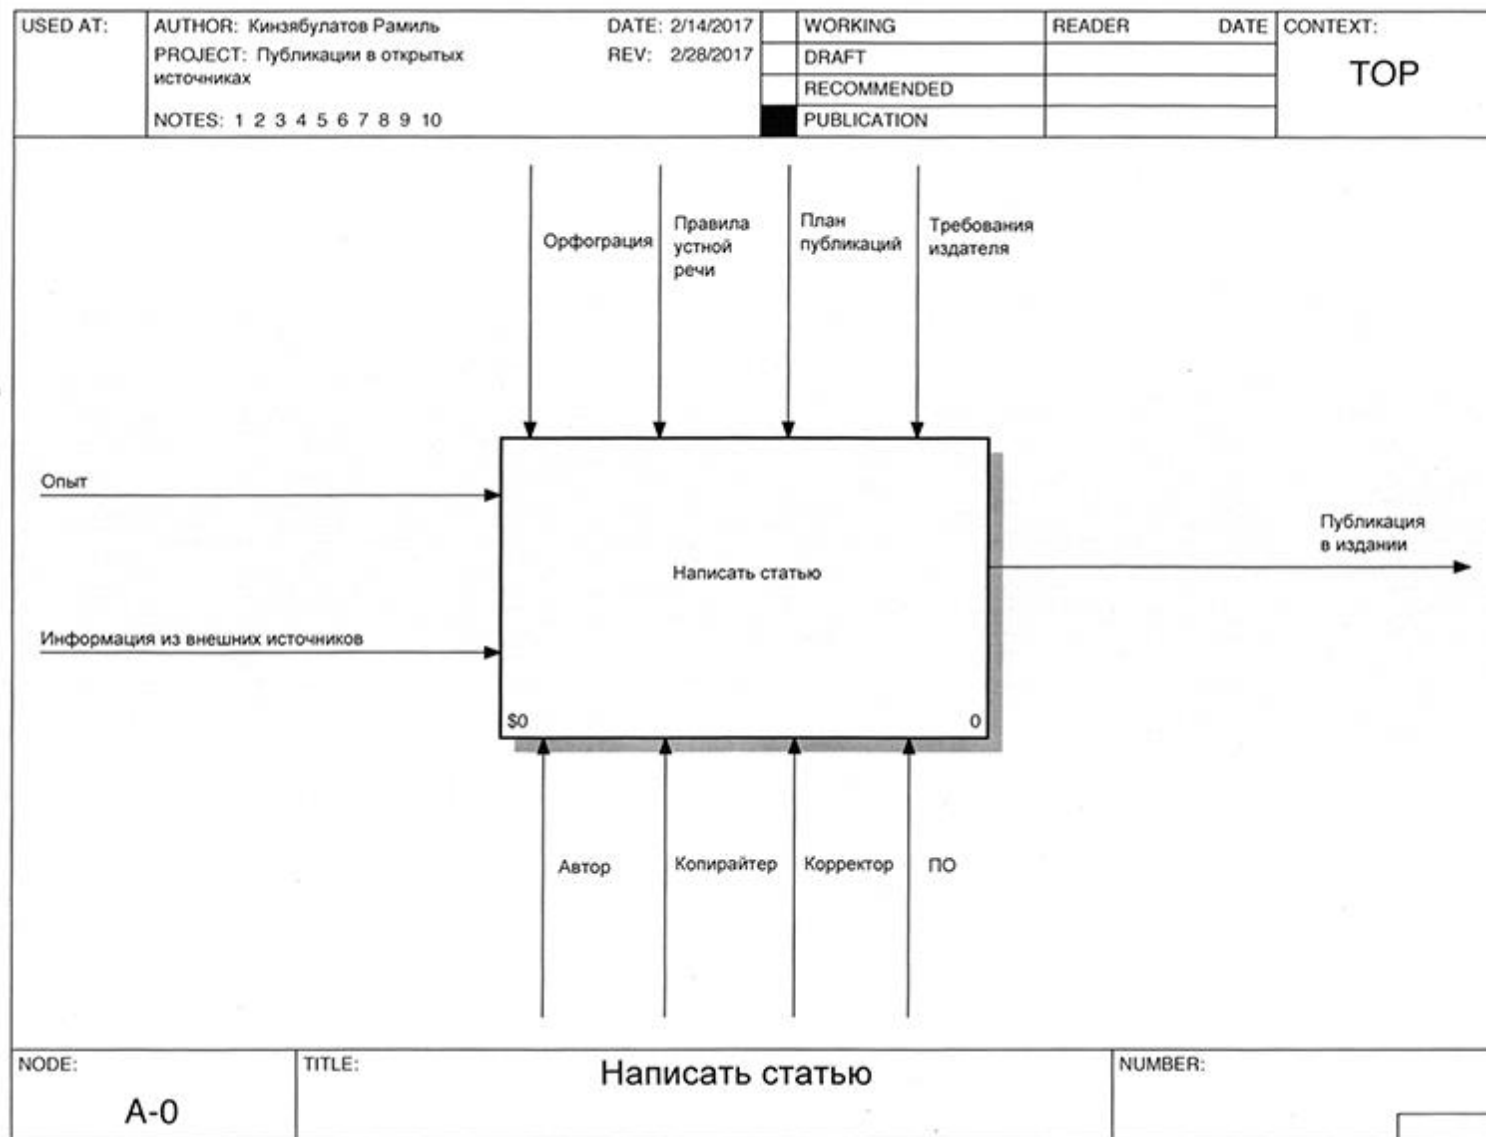 USED AT:
AUTHOR: Кинзябулатов Рамиль
DATE: 2/14/2017
PROJECT: Публикации в открытых
источниках
REV: 2/28/2017
NOTES: 1 2 3 4 5 6 7 8 9 10
WORKING
DRAFT
RECOMMENDED
PUBLICATION
READER DATE
CONTEXT:
TOP
Орфограция
Правила
устной
речи
План
публикаций
Требования
издателя
Опыт
Информация из внешних источников
Написать статью
$0 0
Публикация
в издании
Автор
Копирайтер
Корректор
ПО
NODE:
A-0
TITLE:
Написать статью
NUMBER: